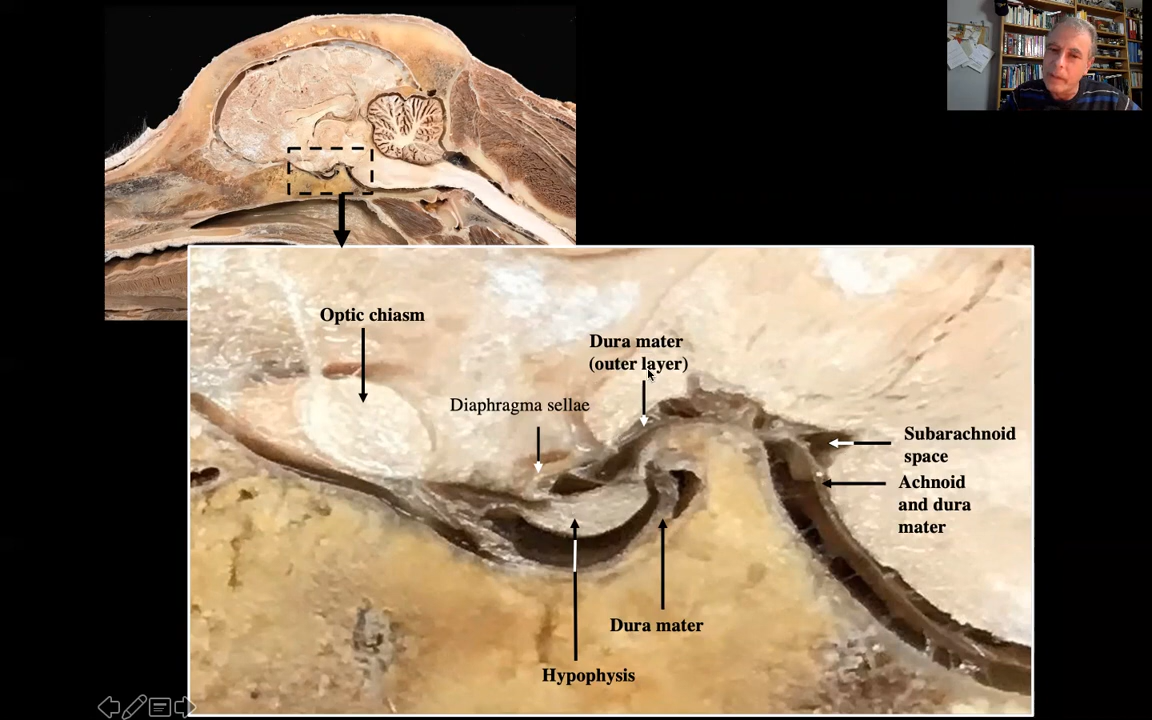 Optic chiasm
Dura mater
(outer layer)
Diaphragma sellae
Subarachnoid
space
Achnoid
and dura
mater
Dura mater
Hypophysis